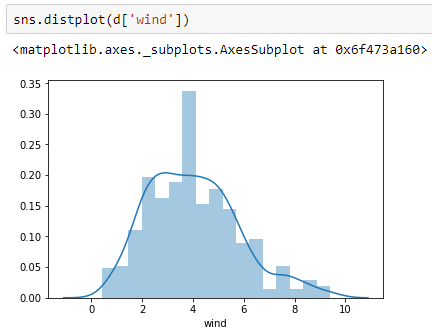 sns.distplot(d['wind'])
<matplotlib.axes._subplots.AxesSubplot at 0x6f473a160>
0.35
0.30
0.25
0.20
0.15
0.10
0.05
0.00
0 2 4 6 8 10
wind